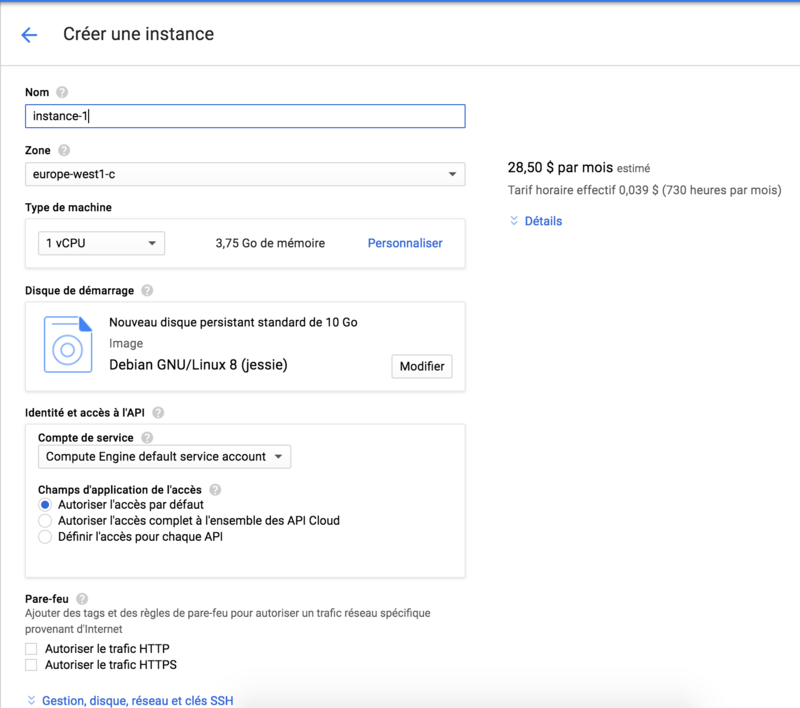 Créer une instance
Nom ?
instance-1
Zone ?
europe-west1-c
28,50 $ par mois estimé
Tarif horaire effectif 0,039 $ (730 heures par mois)
Détails
Type de machine
1 vCPU
3,75 Go de mémoire
Personnaliser
Disque de démarrage ?
Nouveau disque persistant standard de 10 Go
Image
Debian GNU/Linux 8 (jessie)
Modifier
Identité et accès à l'API ?
Compte de service ?
Compute Engine default service account
Champs d'application de l'accès ?
Autoriser l'accès par défaut
Autoriser l'accès complet à l'ensemble des API Cloud
Définir l'accès pour chaque API
Pare-feu ?
Ajouter des tags et des règles de pare-feu pour autoriser un trafic réseau spécifique
provenant d'Internet
Autoriser le trafic HTTP
Autoriser le trafic HTTPS
Gestion, disque, réseau et clés SSH